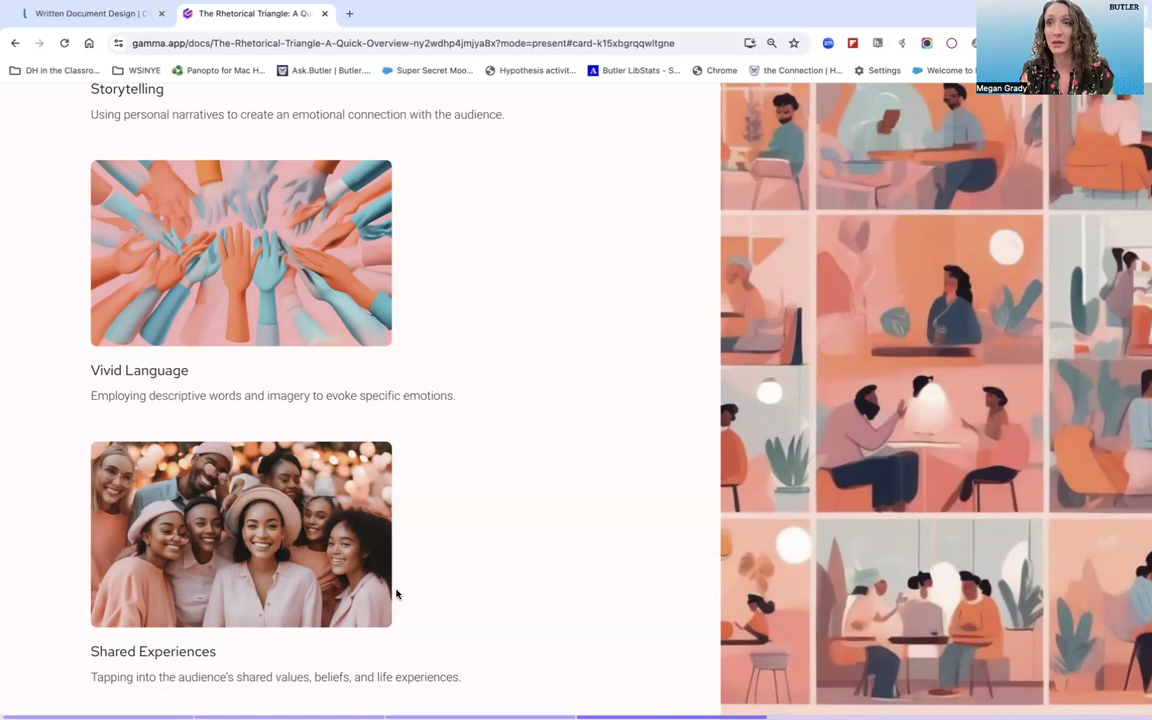 Written Document Design | C
The Rhetorical Triangle: A Qu
gamma.app/docs/The-Rhetorical-Triangle-A-Quick-Overview-ny2wdhp4jmjya8x?mode=present#card-k15xbgrqqwitgne
DH in the Classro...
WSINYE
Panopto for Mac H...
Ask.Butler | Butler....
Super Secret Moo...
Hypothesis activit...
Butler LibStats – S...
Chrome
the Connection | H...
Settings
Welcome to
BUTLER
Megan Grady
Storytelling
Using personal narratives to create an emotional connection with the audience.
Vivid Language
Employing descriptive words and imagery to evoke specific emotions.
Shared Experiences
Tapping into the audience's shared values, beliefs, and life experiences.